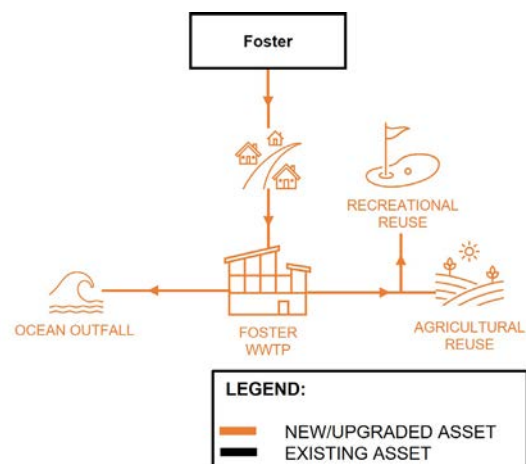 Foster
RECREATIONAL
REUSE
OCEAN OUTFALL
FOSTER
WWTP
AGRICULTURAL
REUSE
LEGEND:
NEW/UPGRADED ASSET
EXISTING ASSET